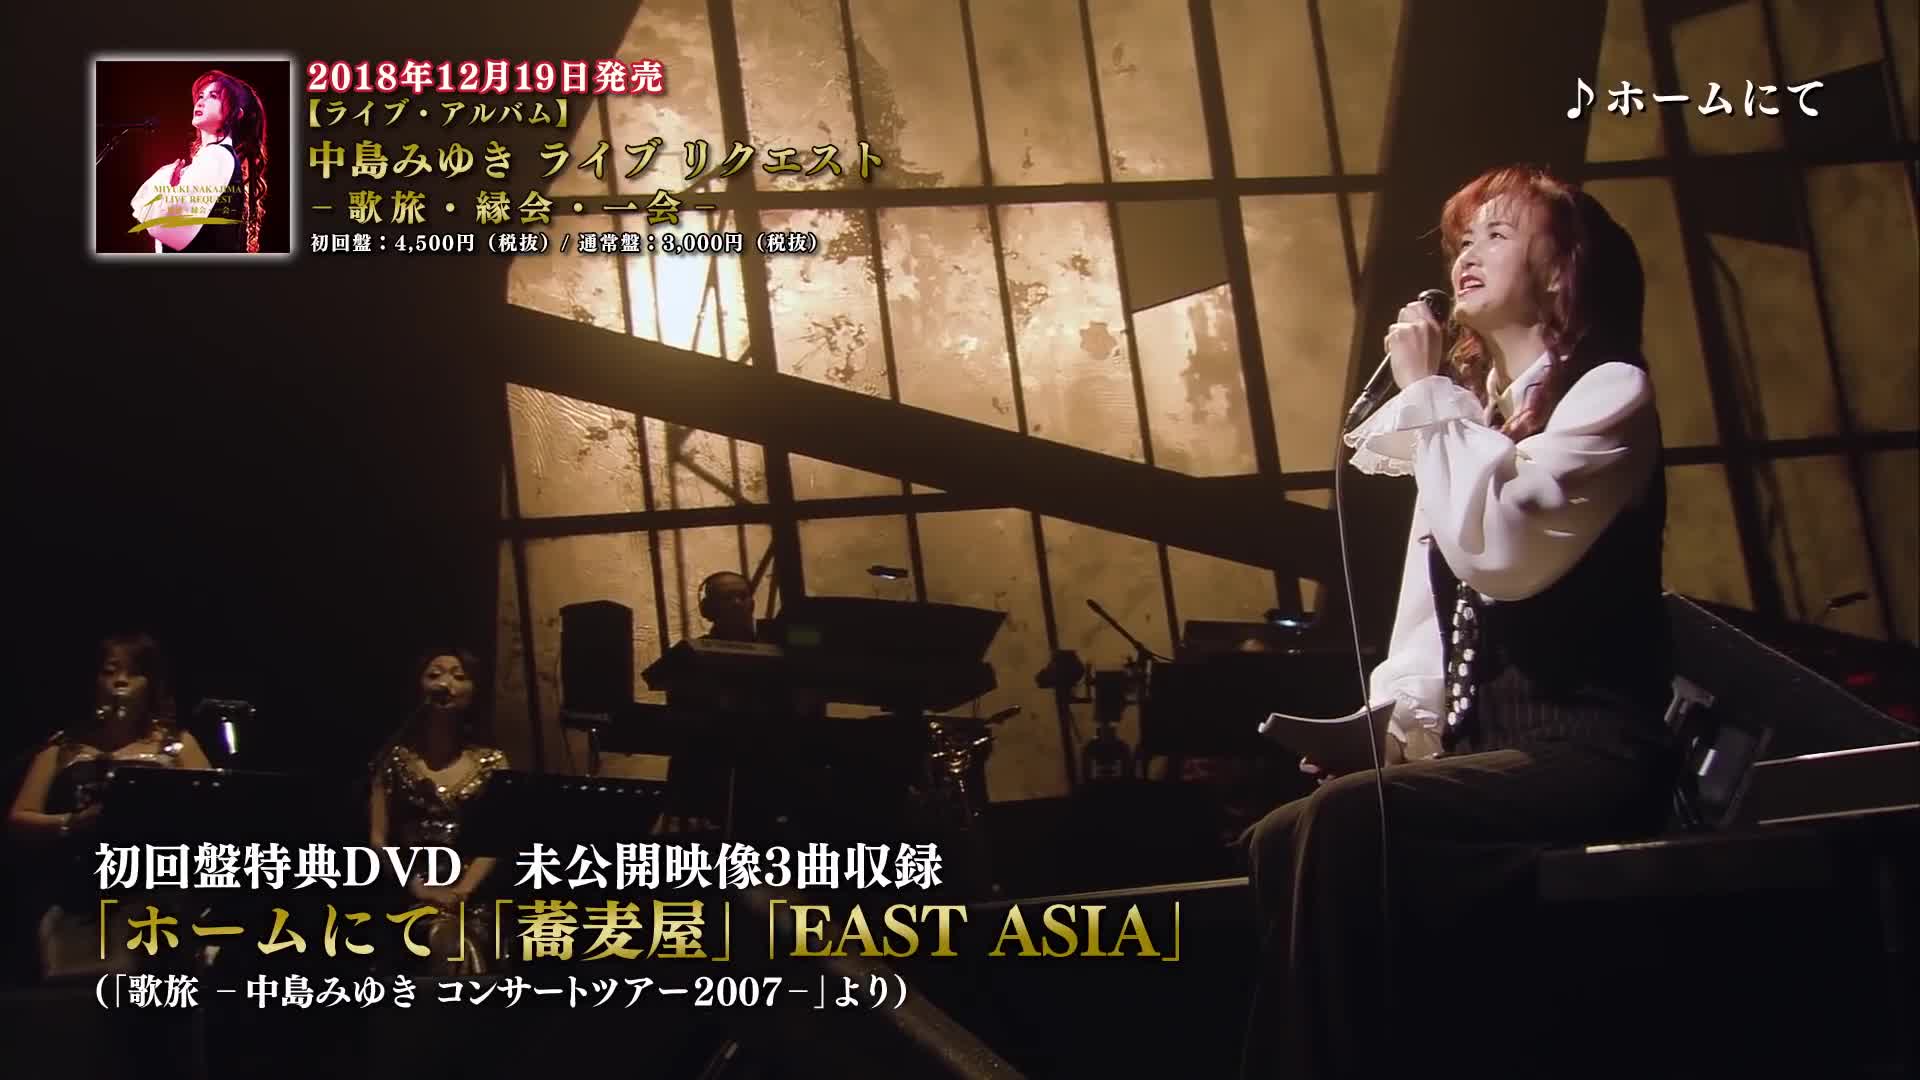 2018年12月19日発売
【ライブ・アルバム】
中島みゆき ライブ リクエスト
－歌旅・縁会・一会－
初回盤：4,500円（税抜）/ 通常盤：3,000円（税抜）
MIYUKI NAKAJIMA
LIVE REQUEST
－歌旅・縁会・一会－
♪ホームにて
初回盤特典DVD　未公開映像3曲収録
「ホームにて」「蕎麦屋」「EAST ASIA」
（「歌旅 －中島みゆき コンサートツアー2007－」より）